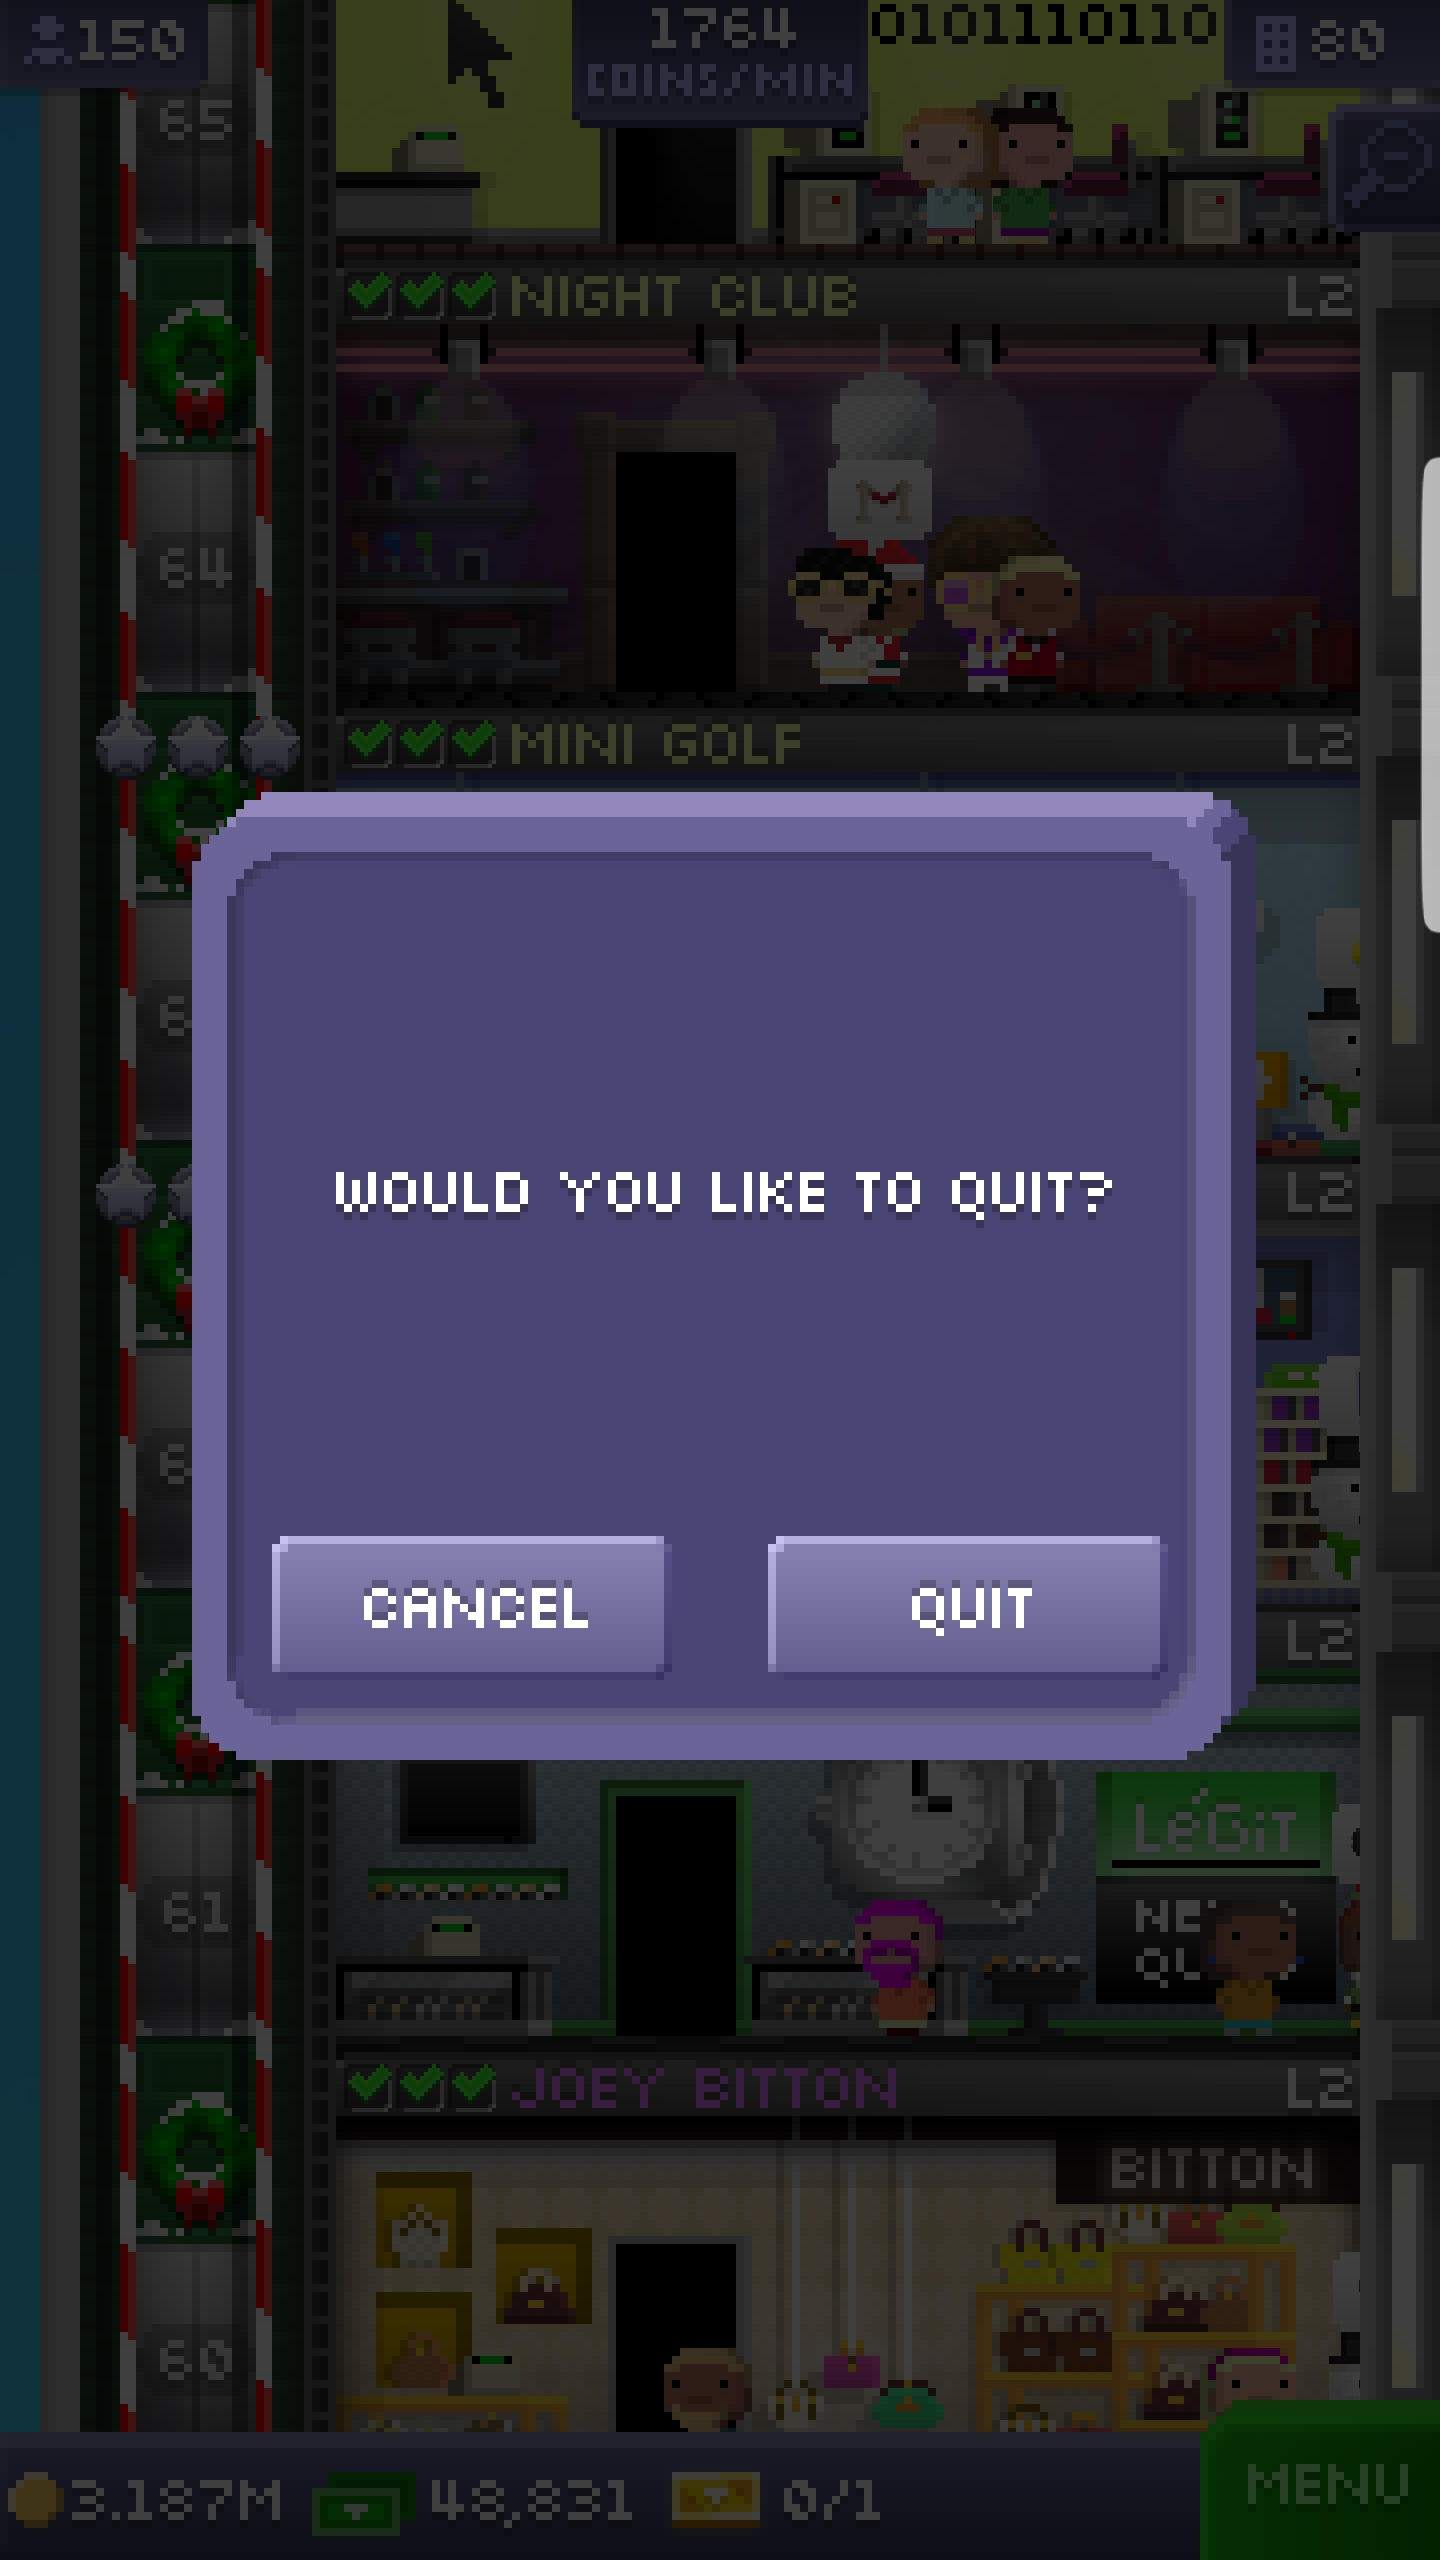 150
1764
COINS/MIN
0101110110
80
65
NIGHT CLUB
L2
64
M
MINI GOLF
L2
L2
WOULD YOU LIKE TO QUIT?
CANCEL
QUIT
L2
LéGiT
61
JOEY BITTON
L2
BITTON
60
3.187M
48,831
0/1
MENU